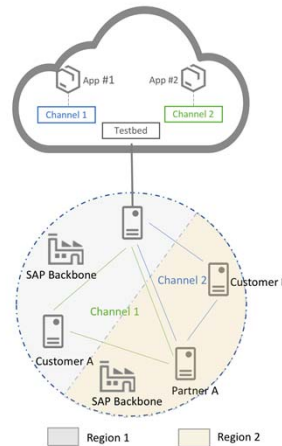 App #1
App #2
Channel 1
Channel 2
Testbed
SAP Backbone
Channel 2
Customer
Channel 1
Customer A
Partner A
SAP Backbone
Region 1
Region 2